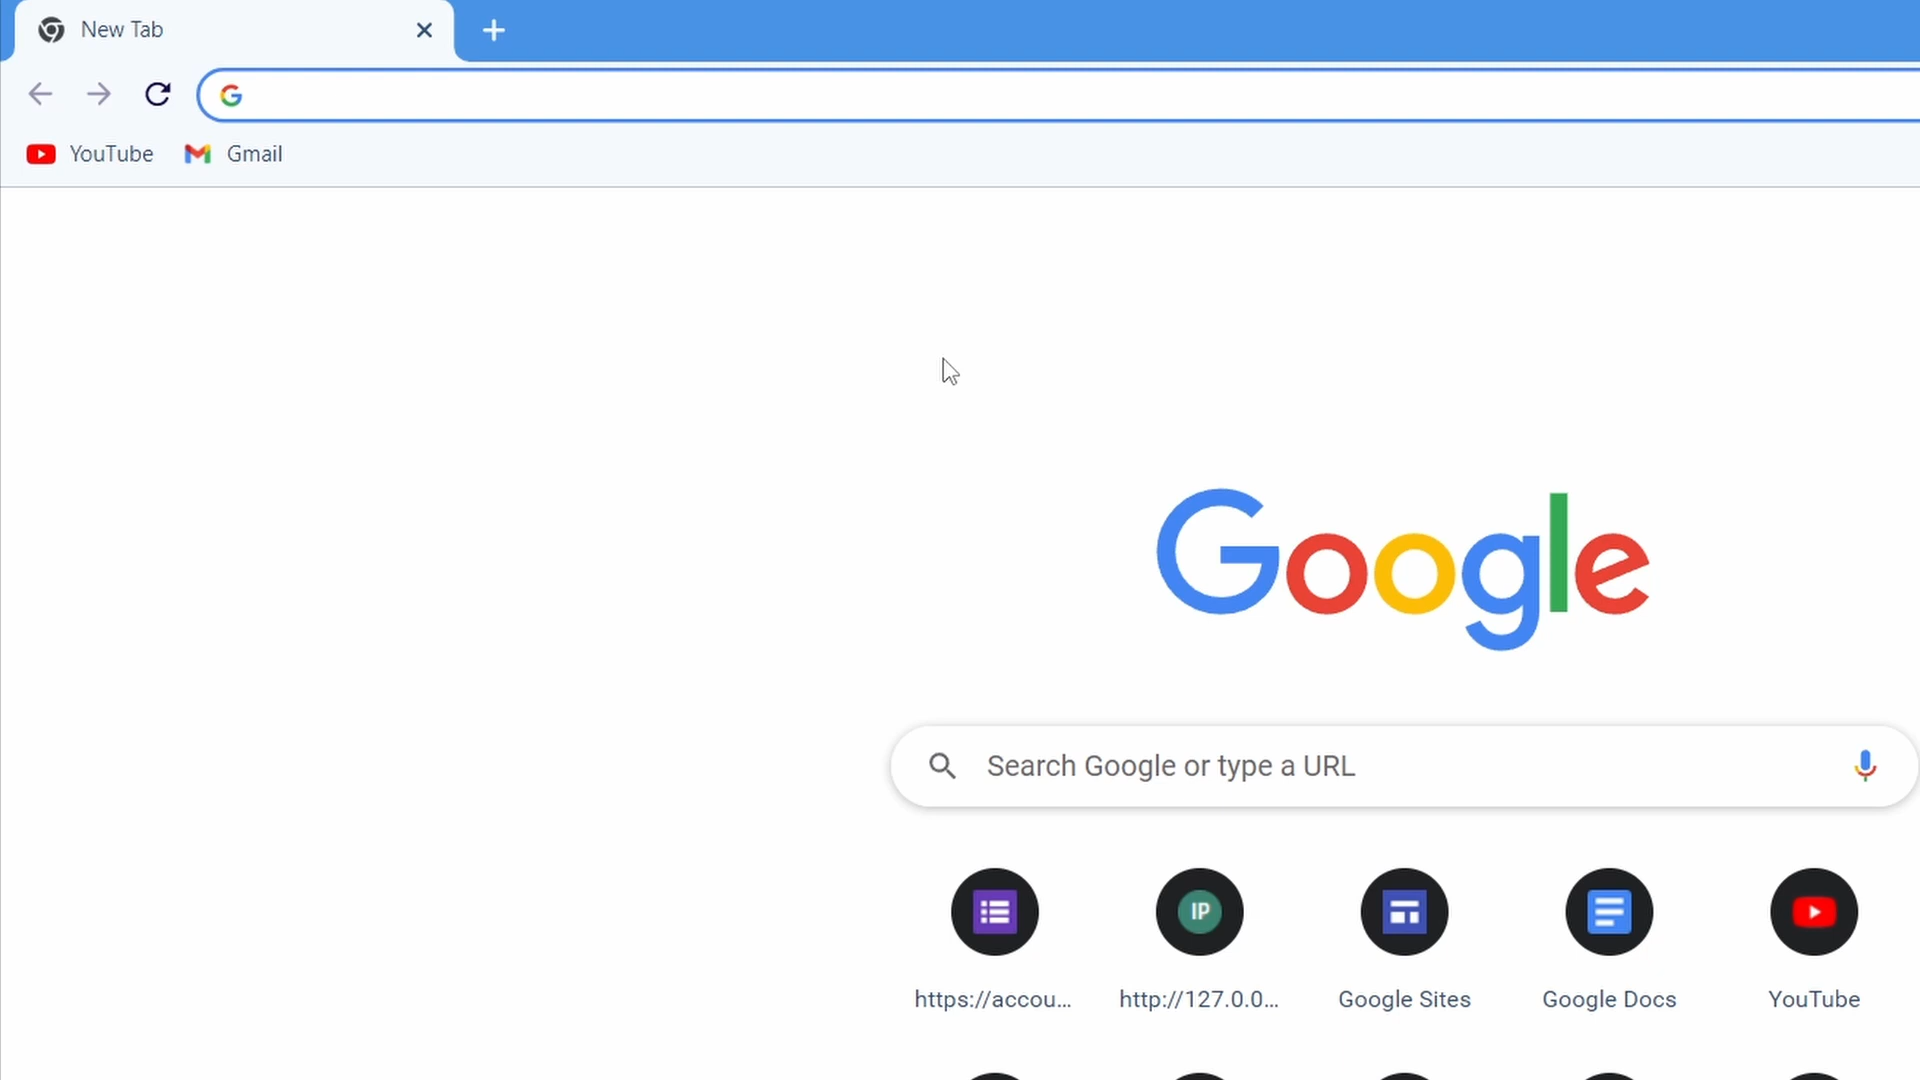 New Tab
YouTube Gmail
Google
Search Google or type a URL
IP
https://accou... http://127.0.0... Google Sites Google Docs YouTube